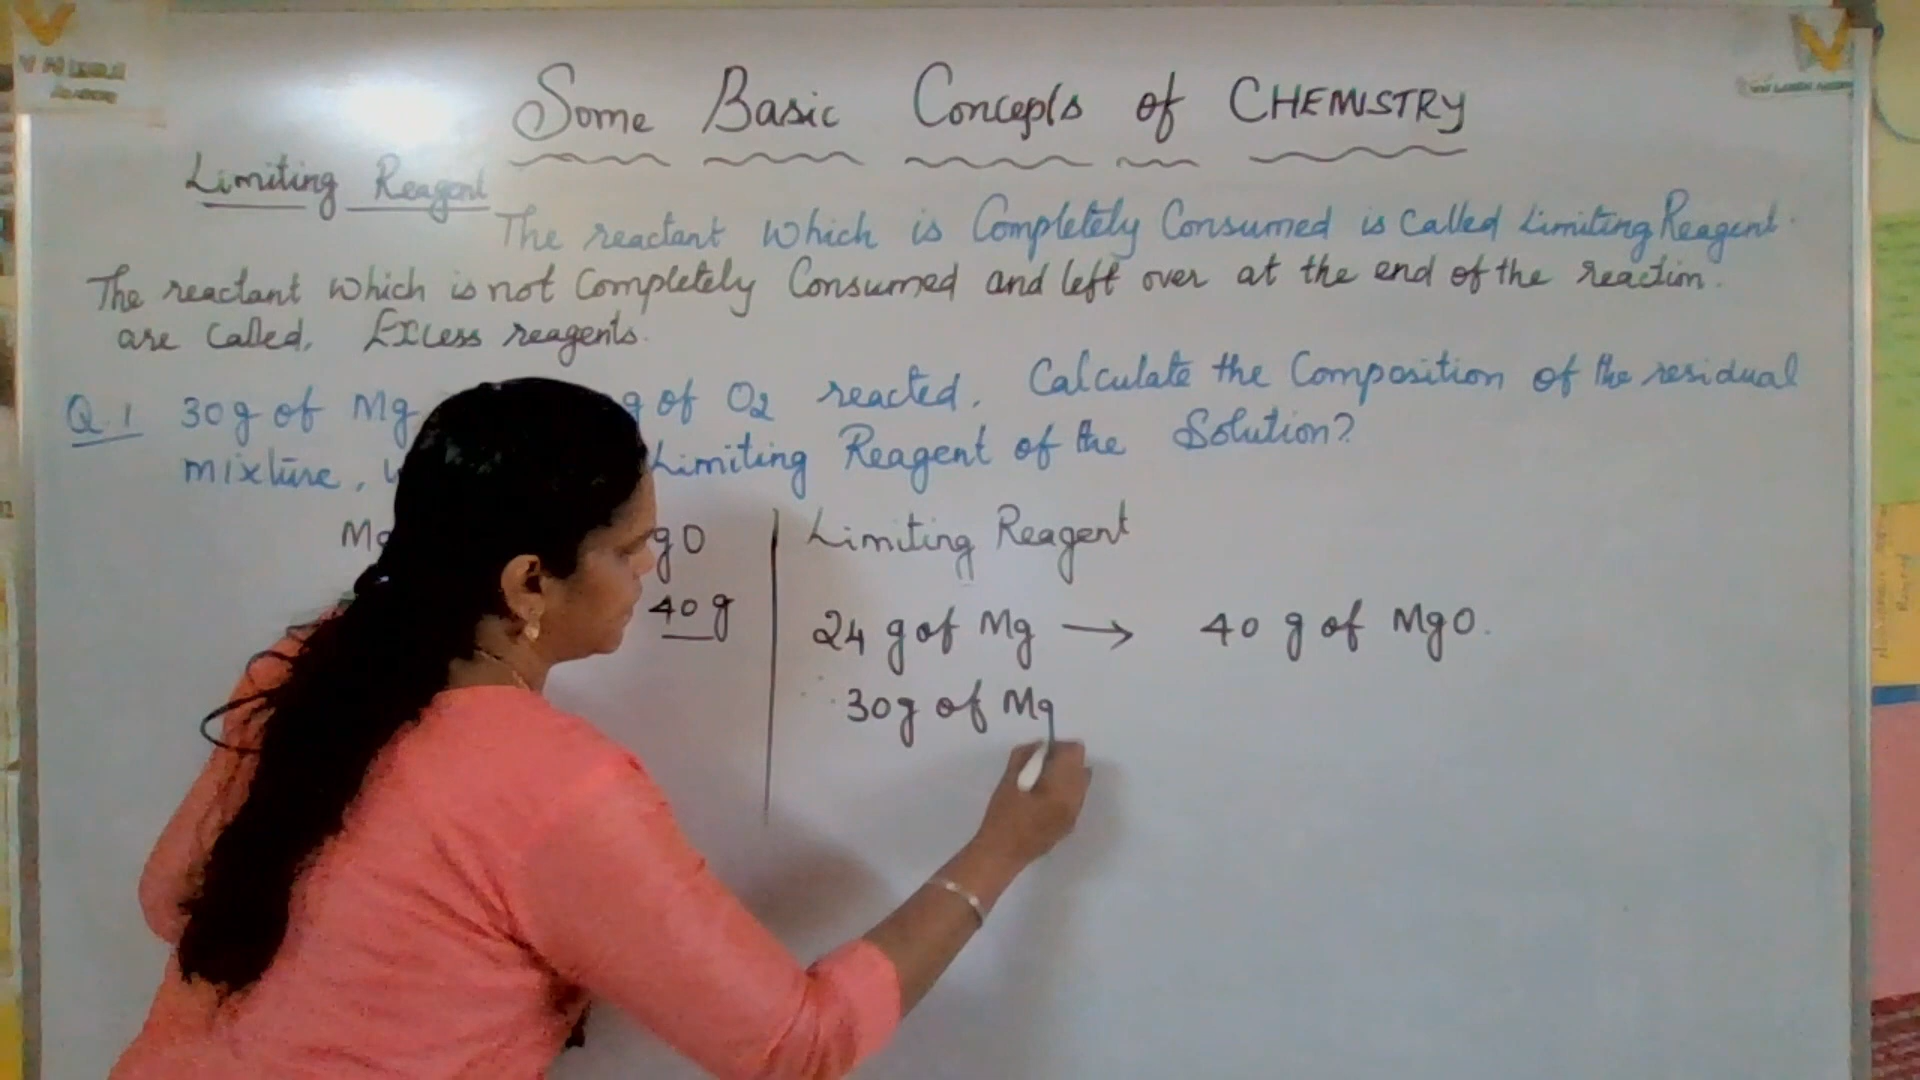 Some Basic Concepts of CHEMISTRY
Limiting Reagent
The reactant which is Completely Consumed is Called Limiting Reagent.
The reactant which is not Completely Consumed and left over at the end of the reaction.
are Called. Excess reagents.
Q.1 30g of Mg g of O2 reacted. Calculate the Composition of the residual
mixture, Limiting Reagent of the Solution?
Mg gO
40 g
Limiting Reagent
24 g of Mg → 40 g of MgO.
30g of Mg